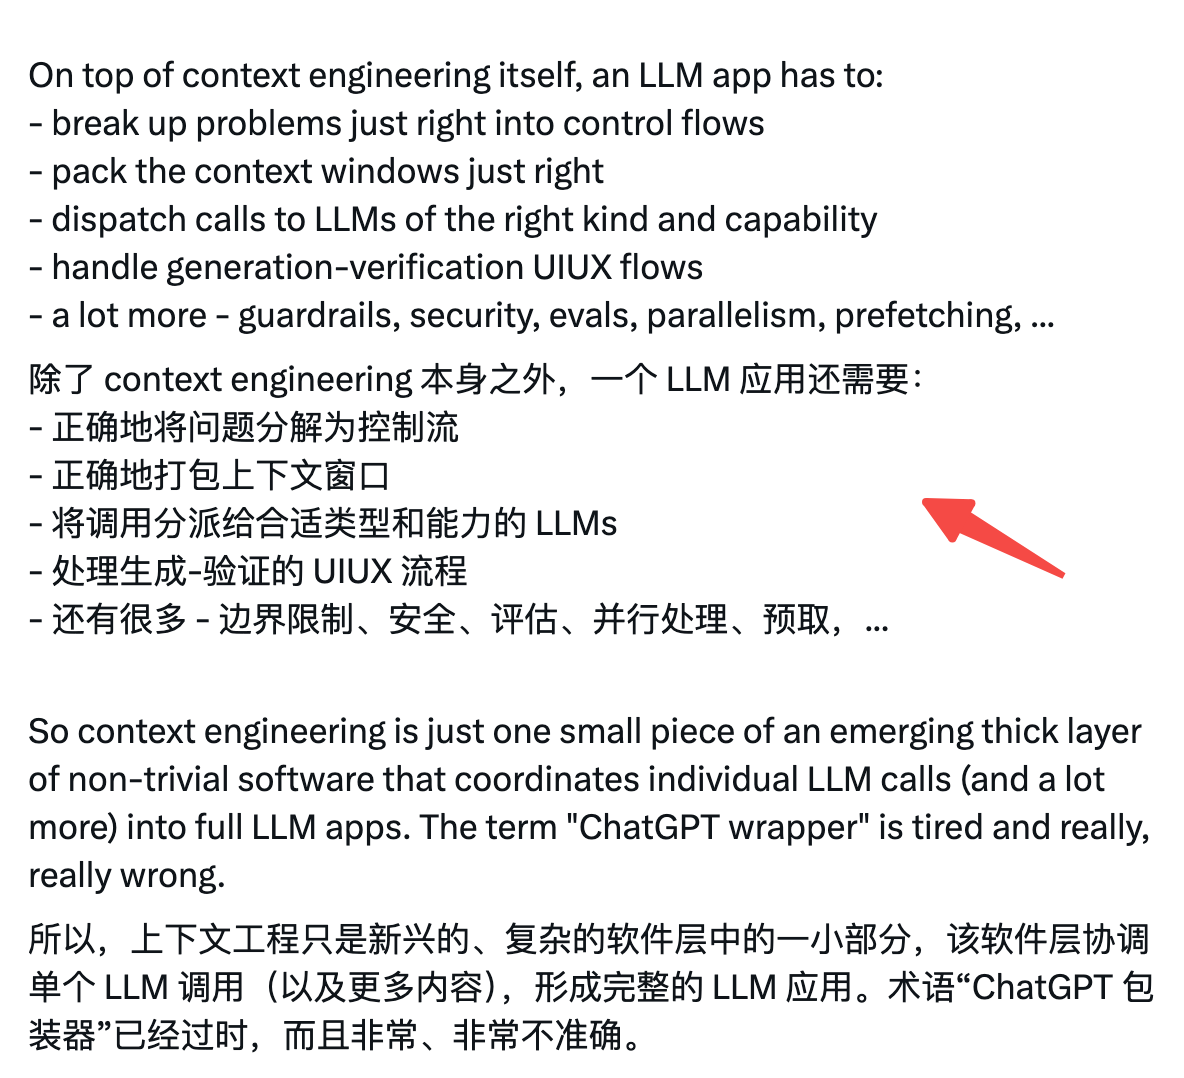 On top of context engineering itself, an LLM app has to:
- break up problems just right into control flows
- pack the context windows just right
- dispatch calls to LLMs of the right kind and capability
- handle generation-verification UIUX flows
- a lot more - guardrails, security, evals, parallelism, prefetching, ...
除了 context engineering 本身之外，一个 LLM 应用还需要：
- 正确地将问题分解为控制流
- 正确地打包上下文窗口
- 将调用分派给合适类型和能力的 LLMs
- 处理生成-验证的 UIUX 流程
- 还有很多 - 边界限制、安全、评估、并行处理、预取，...
So context engineering is just one small piece of an emerging thick layer
of non-trivial software that coordinates individual LLM calls (and a lot
more) into full LLM apps. The term "ChatGPT wrapper" is tired and really,
really wrong.
所以，上下文工程只是新兴的、复杂的软件层中的一小部分，该软件层协调
单个 LLM 调用（以及更多内容），形成完整的 LLM 应用。术语“ChatGPT 包
装器”已经过时，而且非常、非常不准确。